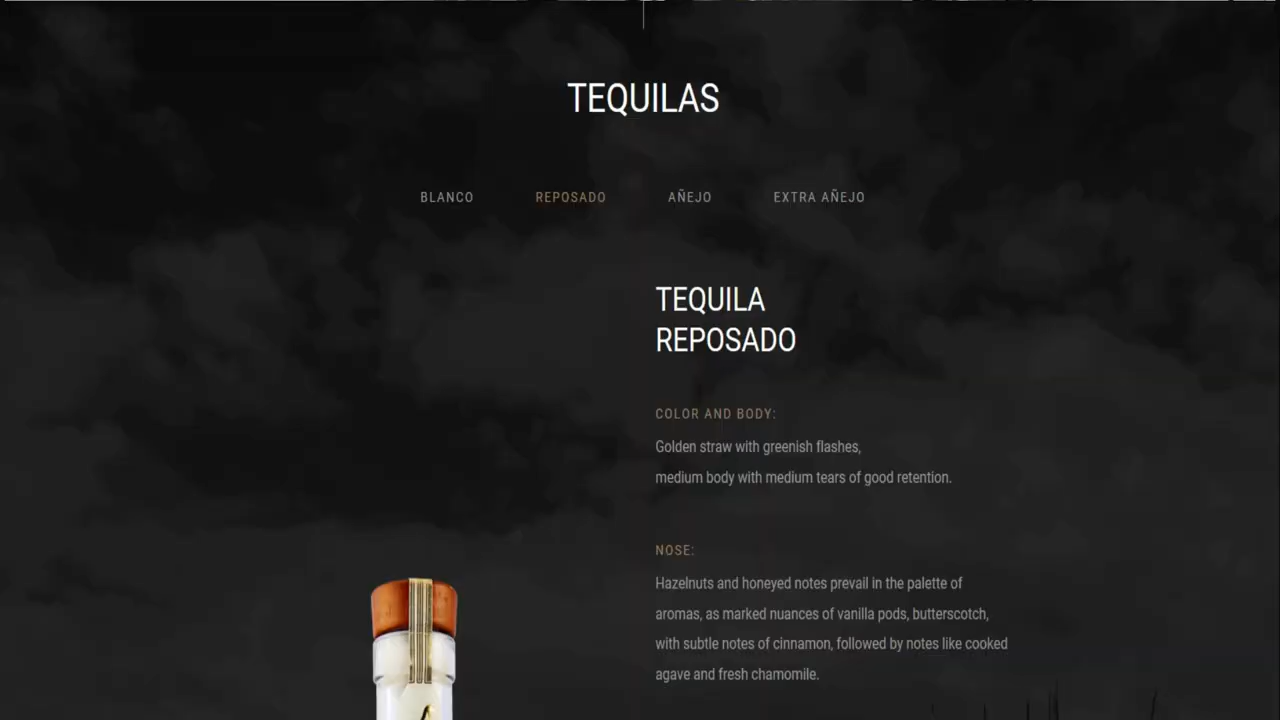 TEQUILAS
BLANCO REPOSADO AÑEJO EXTRA AÑEJO
TEQUILA
REPOSADO
COLOR AND BODY:
Golden straw with greenish flashes,
medium body with medium tears of good retention.
NOSE:
Hazelnuts and honeyed notes prevail in the palette of
aromas, as marked nuances of vanilla pods, butterscotch,
with subtle notes of cinnamon, followed by notes like cooked
agave and fresh chamomile.